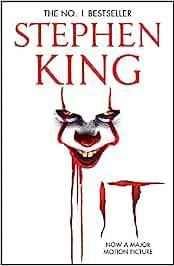 THE NO. 1 BESTSELLER
STEPHEN
KING
IT
NOW A MAJOR
MOTION PICTURE